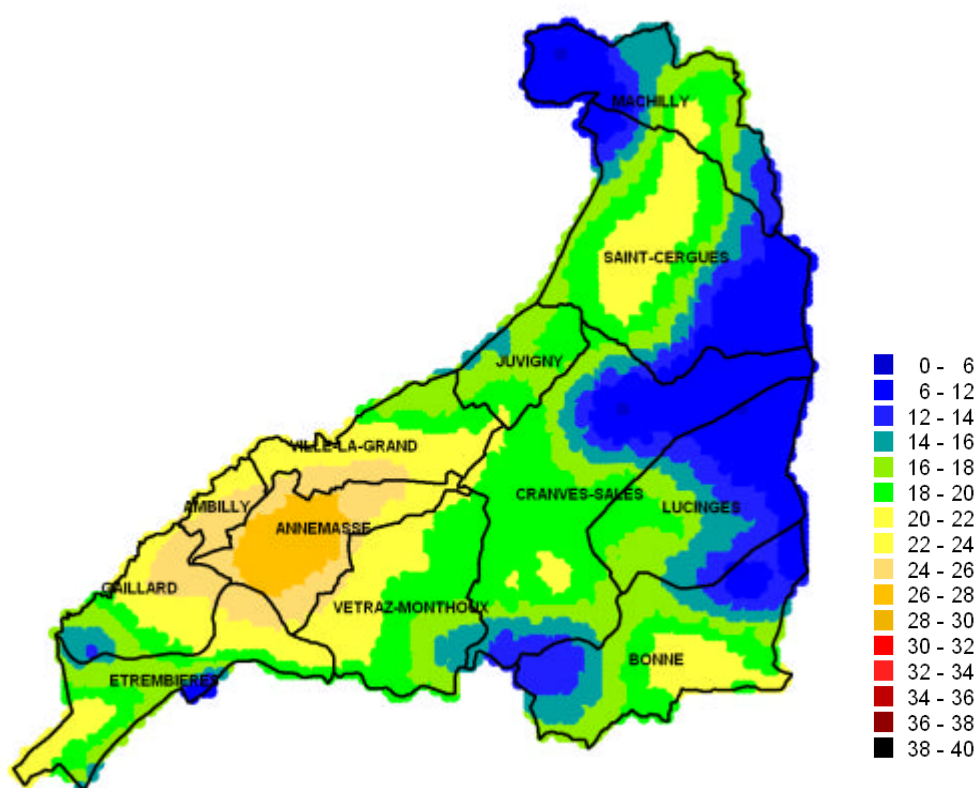 MACHILLY
SAINT-CERGUES
JUVIGNY
VILLE-LA-GRAND
CRANVES-SALES
AMBILLY
LUCINGES
ANNEMASSE
GAILLARD
VETRAZ-MONTHOUX
BONNE
ETREMBIERES
0 - 6
6 - 12
12 - 14
14 - 16
16 - 18
18 - 20
20 - 22
22 - 24
24 - 26
26 - 28
28 - 30
30 - 32
32 - 34
34 - 36
36 - 38
38 - 40